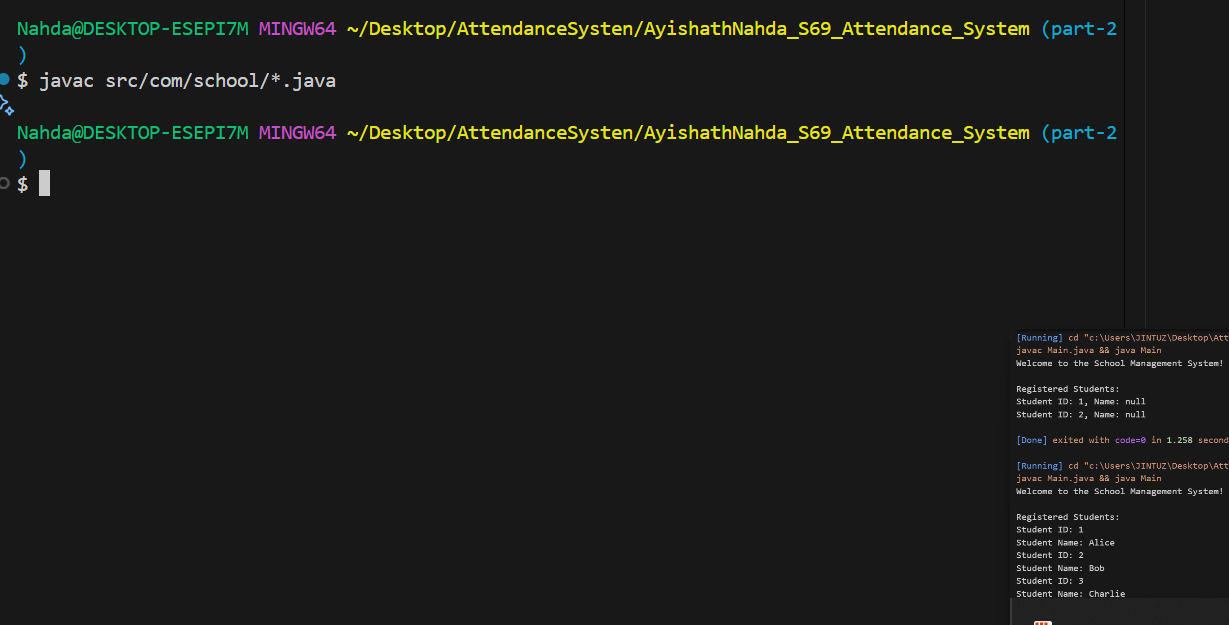 Nahda@DESKTOP-ESEPI7M MINGW64 ~/Desktop/AttendanceSysten/AyishathNahda_S69_Attendance_System (part-2
)
$ javac src/com/school/*.java
Nahda@DESKTOP-ESEPI7M MINGW64 ~/Desktop/AttendanceSysten/AyishathNahda_S69_Attendance_System (part-2
)
$
[Running] cd "c:\Users\JINTUZ\Desktop\Att
javac Main.java && java Main
Welcome to the School Management System!
Registered Students:
Student ID: 1, Name: null
Student ID: 2, Name: null
[Done] exited with code=0 in 1.258 second
[Running] cd "c:\Users\JINTUZ\Desktop\Att
javac Main.java && java Main
Welcome to the School Management System!
Registered Students:
Student ID: 1
Student Name: Alice
Student ID: 2
Student Name: Bob
Student ID: 3
Student Name: Charlie